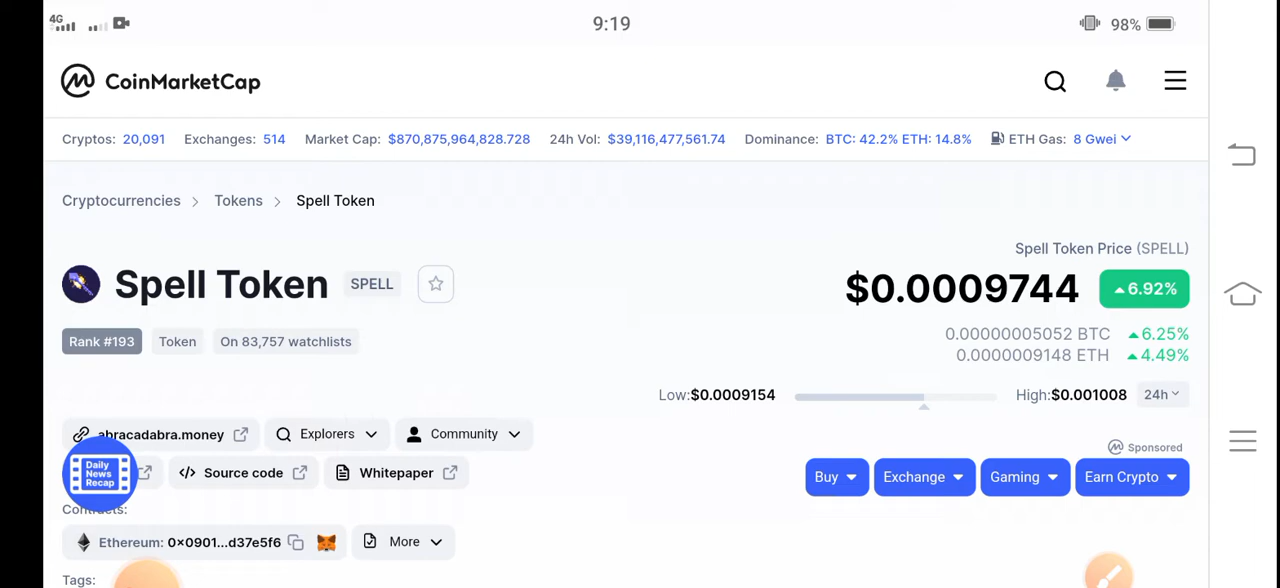 4G 9:19 98%
CoinMarketCap
Cryptos: 20,091 Exchanges: 514 Market Cap: $870,875,964,828.728 24h Vol: $39,116,477,561.74 Dominance: BTC: 42.2% ETH: 14.8% ETH Gas: 8 Gwei
Cryptocurrencies > Tokens > Spell Token
Spell Token Price (SPELL)
Spell Token SPELL $0.0009744 6.92%
Rank #193 Token On 83,757 watchlists 0.00000005052 BTC 6.25%
0.0000009148 ETH 4.49%
Low:$0.0009154 High:$0.001008 24h
abracadabra.money Explorers Community
Sponsored
Daily News Recap
Source code Whitepaper Buy Exchange Gaming Earn Crypto
Contracts:
Ethereum: 0x0901...d37e5f6 More
Tags: